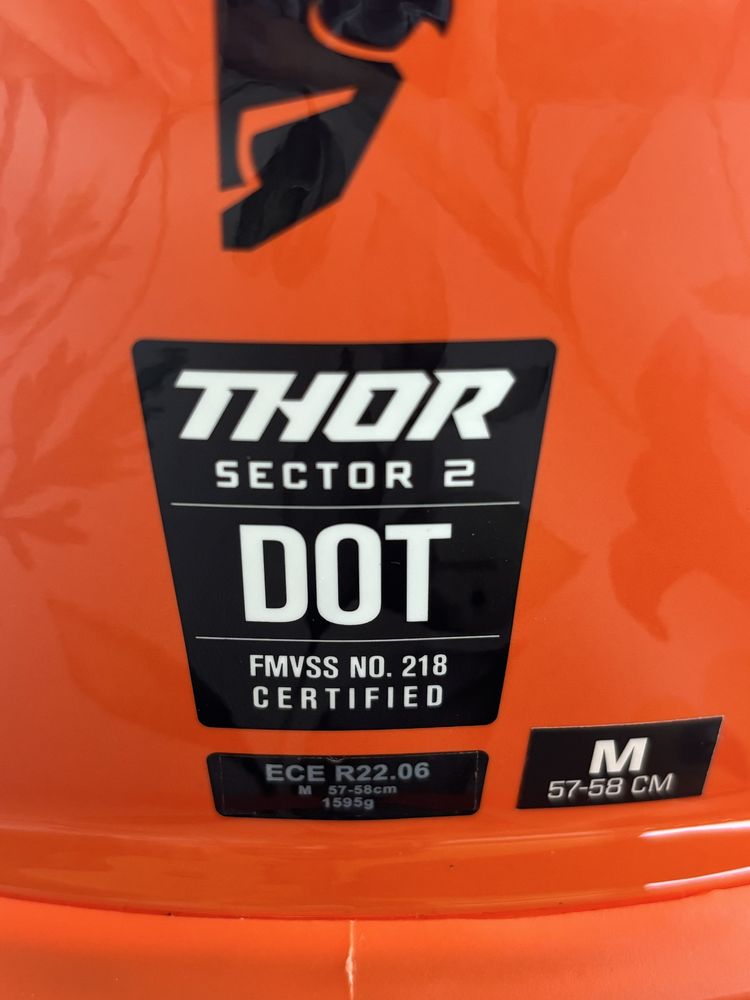 THOR
SECTOR 2
DOT
FMVSS NO. 218
CERTIFIED
ECE R22.06
M 57-58cm
1595g
M
57-58 CM